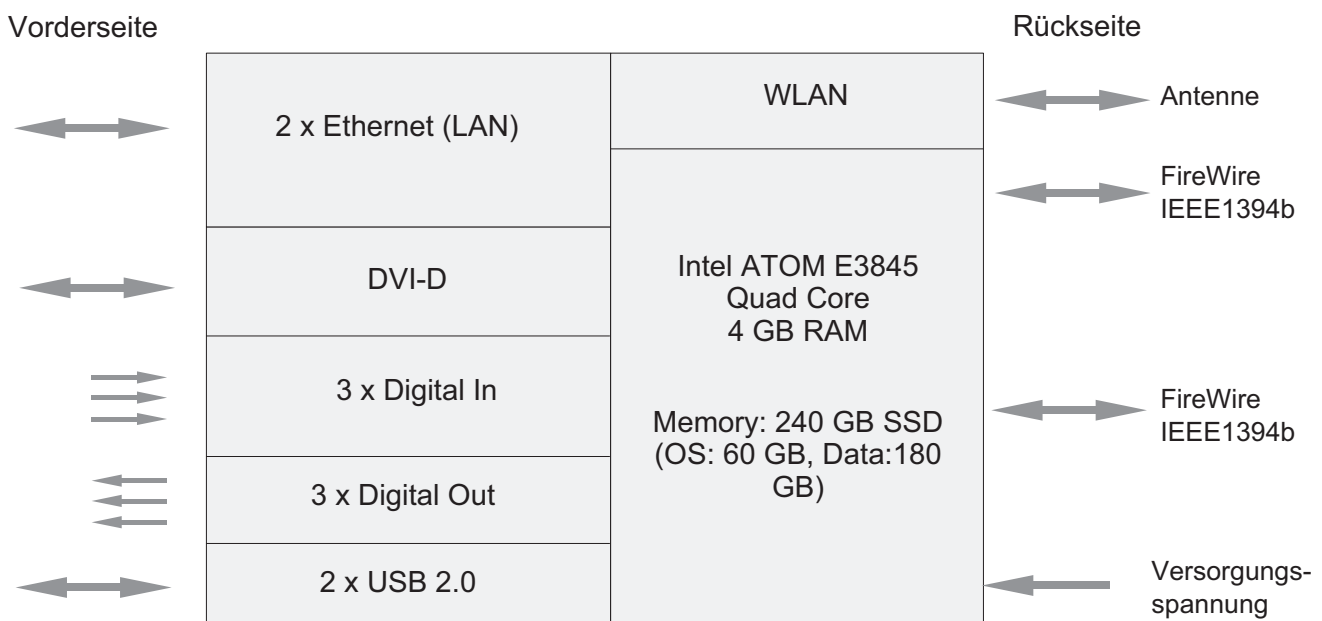 Vorderseite
Rückseite
2 x Ethernet (LAN)
DVI-D
3 x Digital In
3 x Digital Out
2 x USB 2.0
WLAN
Intel ATOM E3845
Quad Core
4 GB RAM
Memory: 240 GB SSD
(OS: 60 GB, Data:180
GB)
Antenne
FireWire
IEEE1394b
FireWire
IEEE1394b
Versorgungs-
spannung